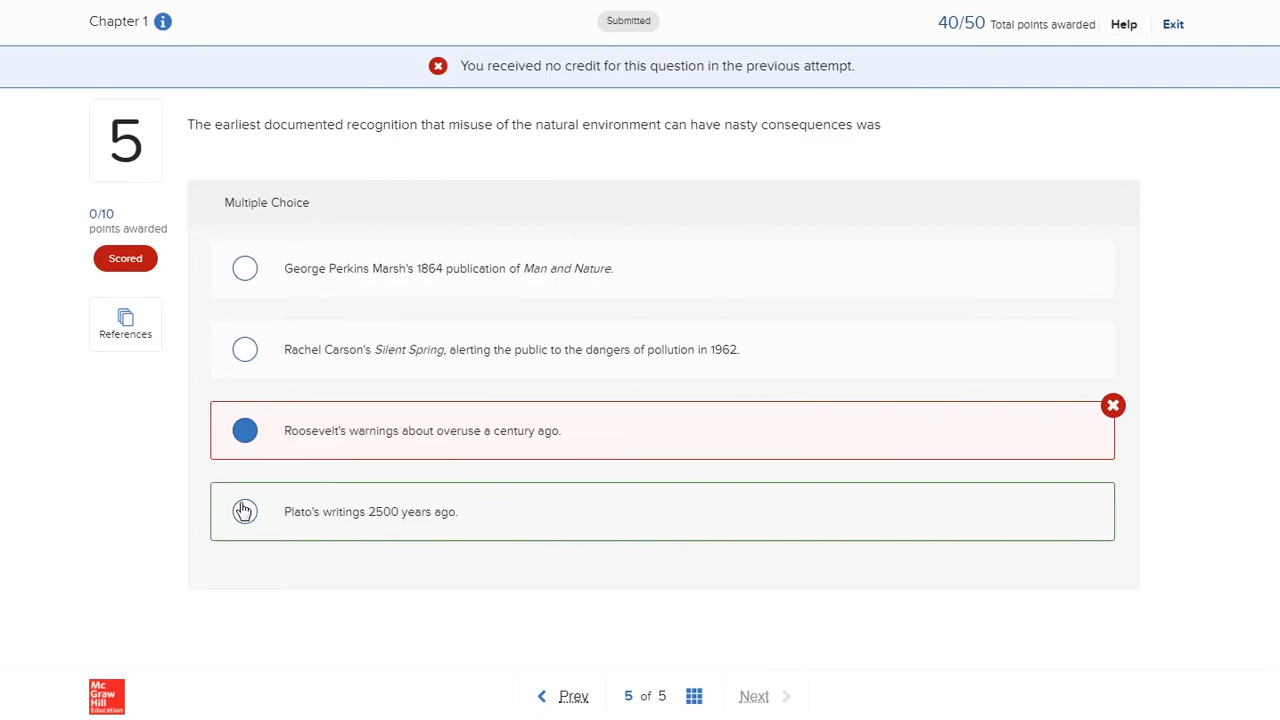 Chapter 1
Submitted
40/50 Total points awarded
Help
Exit
You received no credit for this question in the previous attempt.
5
The earliest documented recognition that misuse of the natural environment can have nasty consequences was
0/10
points awarded
Scored
References
Multiple Choice
George Perkins Marsh's 1864 publication of Man and Nature.
Rachel Carson's Silent Spring, alerting the public to the dangers of pollution in 1962.
Roosevelt's warnings about overuse a century ago.
Plato's writings 2500 years ago.
Mc
Graw
Hill
Education
Prev
5 of 5
Next